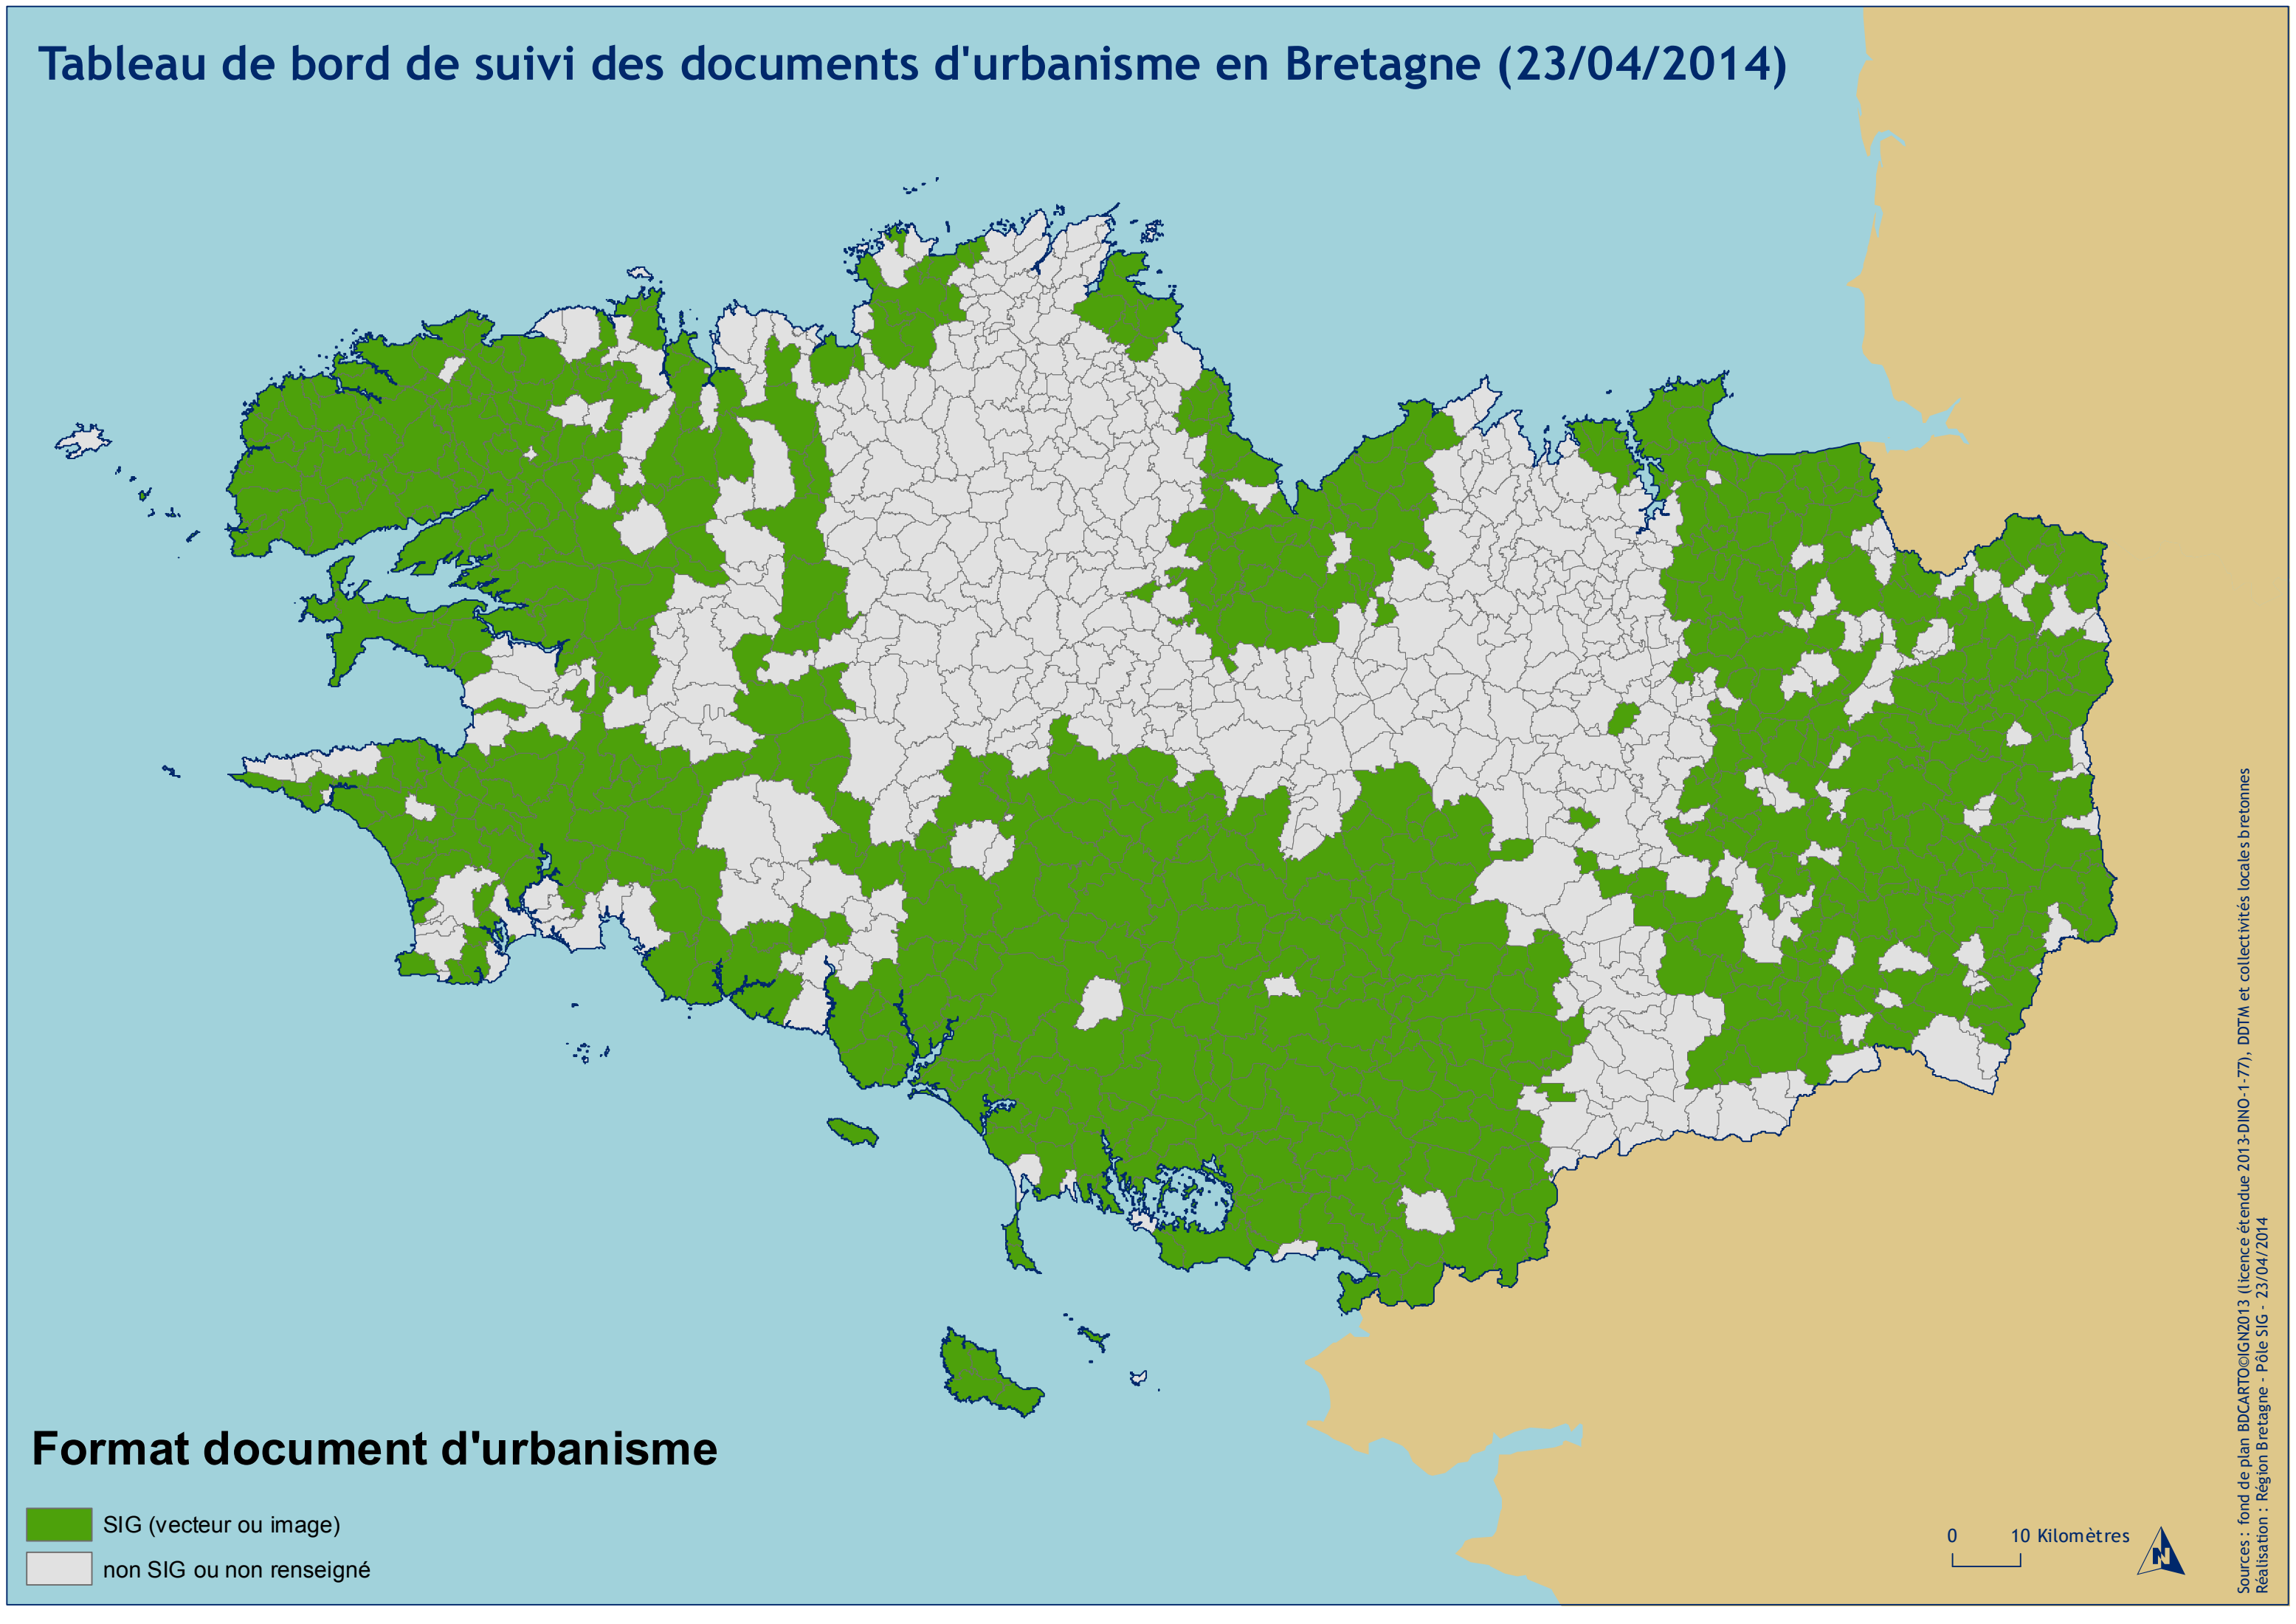 Tableau de bord de suivi des documents d'urbanisme en Bretagne (23/04/2014)
Format document d'urbanisme
SIG (vecteur ou image)
non SIG ou non renseigné
0 10 Kilomètres
N
Sources : fond de plan BDCARTO©IGN2013 (licence étendue 2013-DINO-1-77), DDTM et collectivités locales bretonnes
Réalisation : Région Bretagne - Pôle SIG - 23/04/2014